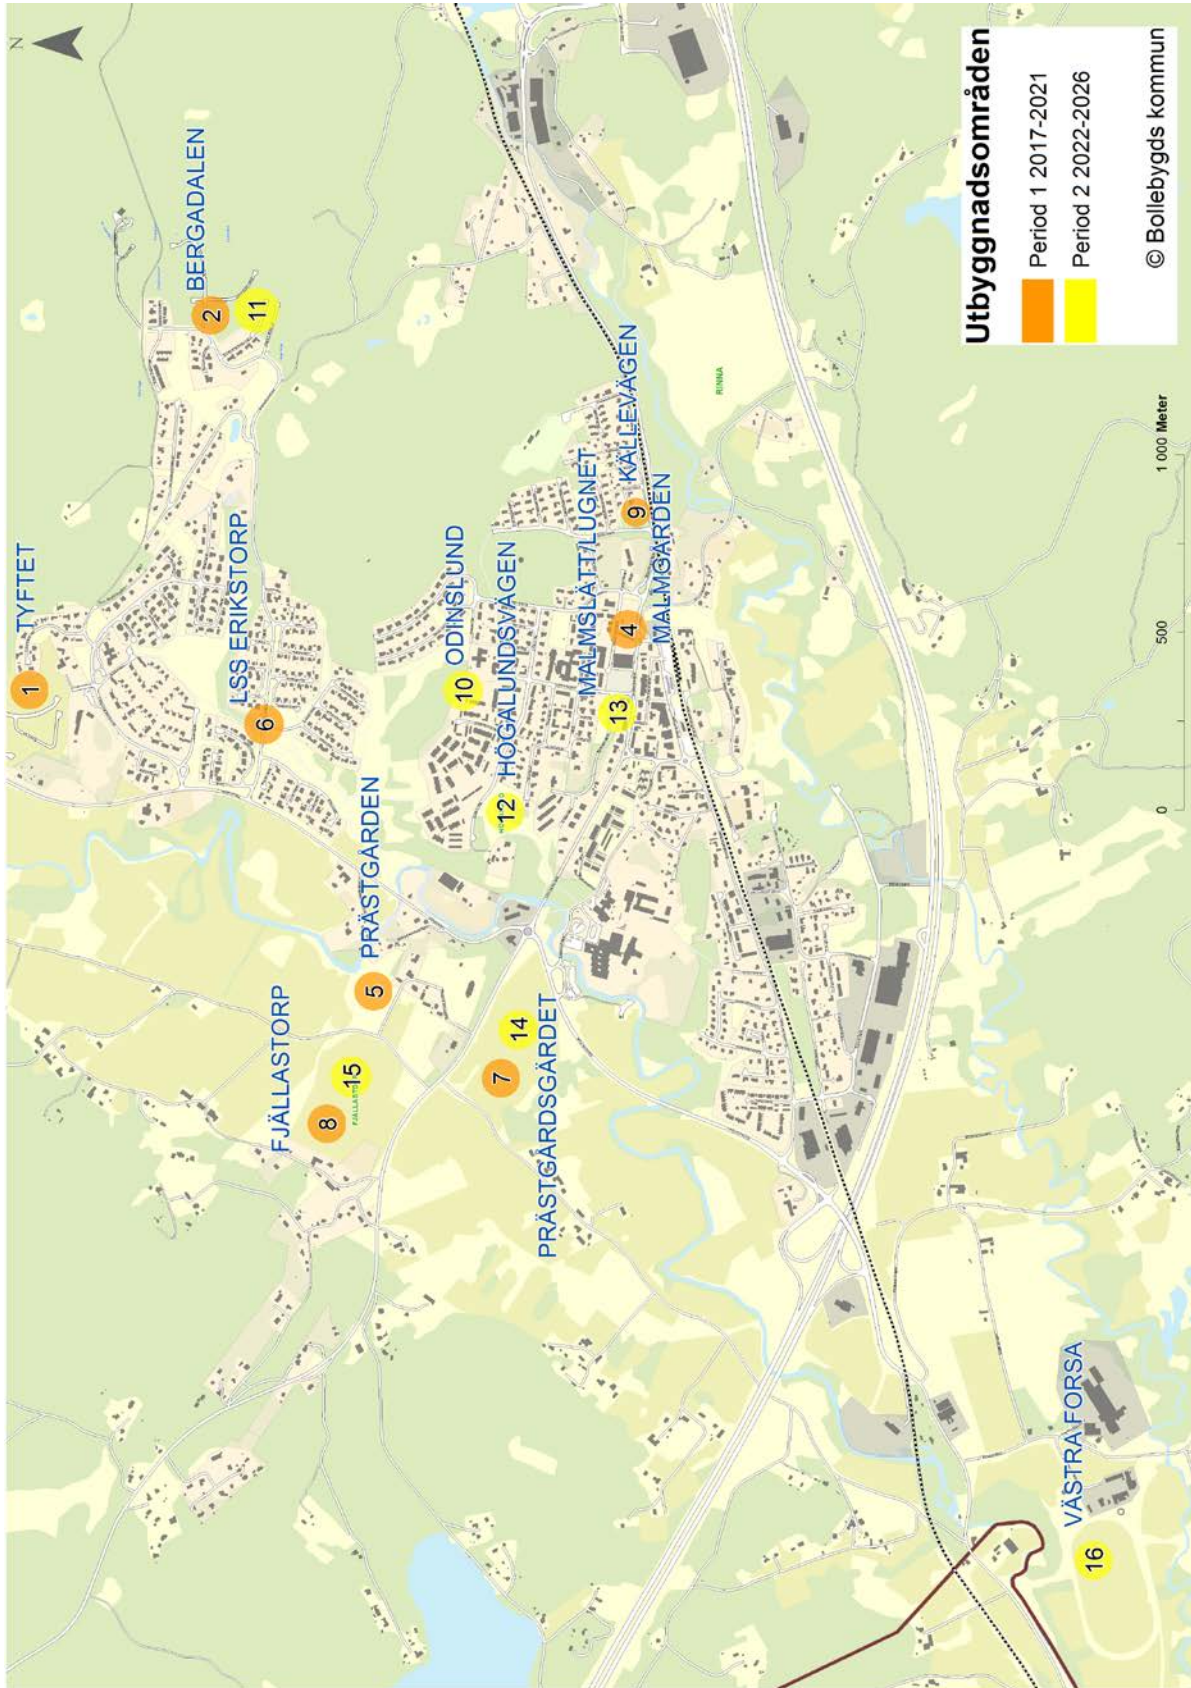 N
TYFTET
1
BERGADALEN
2
11
LSS ERIKSTORP
6
PRÄSTGÅRDEN
5
FJÄLLASTORP
15
8
FJÄLLASTORP
ODINSLUND
10
HÖGALUNDSVÄGEN
12
MALMSLÄTT/LUGNET
13
KÄLLEVÄGEN
9
MALMGÅRDEN
4
PRÄSTGÅRDSGÄRDET
14
7
RINNA
VÄSTRA FORSA
16
0
500
1 000 Meter
Utbyggnadsområden
Period 1 2017-2021
Period 2 2022-2026
© Bollebygds kommun